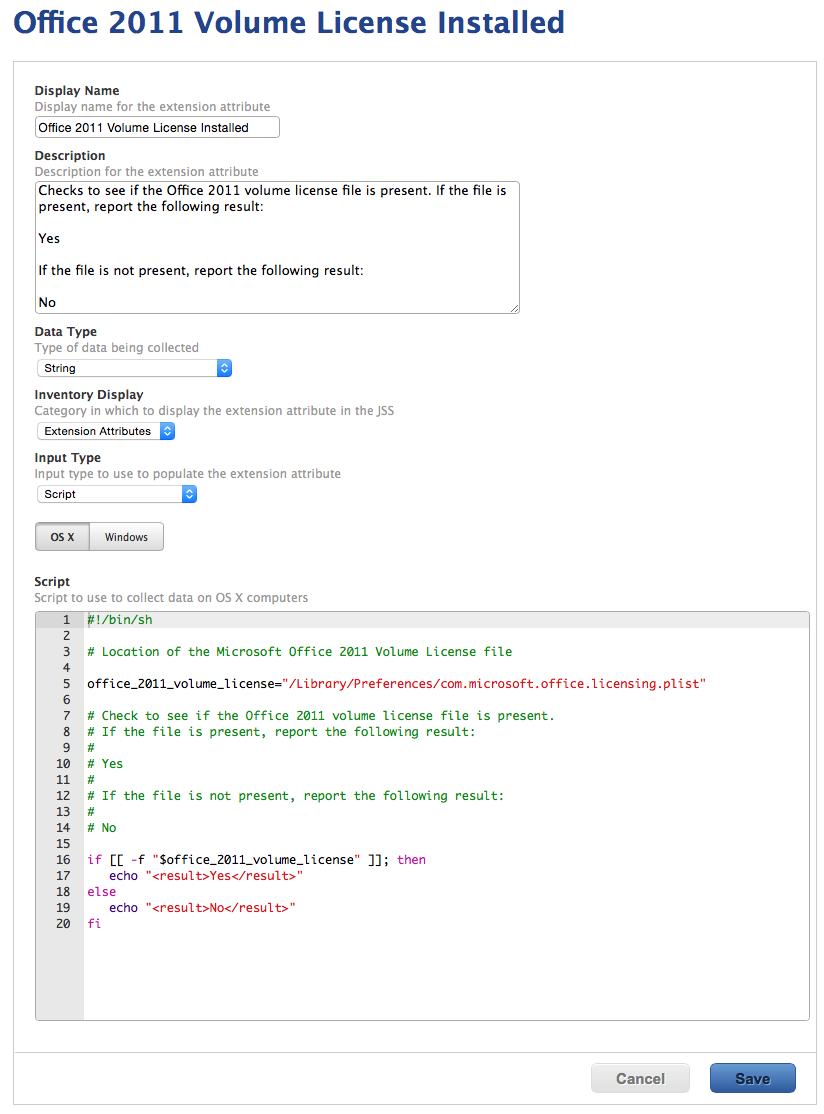 Office 2011 Volume License Installed
Display Name
Display name for the extension attribute
Office 2011 Volume License Installed
Description
Description for the extension attribute
Checks to see if the Office 2011 volume license file is present. If the file is
present, report the following result:
Yes
If the file is not present, report the following result:
No
Data Type
Type of data being collected
String
Inventory Display
Category in which to display the extension attribute in the JSS
Extension Attributes
Input Type
Input type to use to populate the extension attribute
Script
OS X Windows
Script
Script to use to collect data on OS X computers
1 #!/bin/sh
2
3 # Location of the Microsoft Office 2011 Volume License file
4
5 office_2011_volume_license="/Library/Preferences/com.microsoft.office.licensing.plist"
6
7 # Check to see if the Office 2011 volume license file is present.
8 # If the file is present, report the following result:
9 #
10 # Yes
11 #
12 # If the file is not present, report the following result:
13 #
14 # No
15
16 if [[ -f "$office_2011_volume_license" ]]; then
17 echo "<result>Yes</result>"
18 else
19 echo "<result>No</result>"
20 fi
Cancel Save